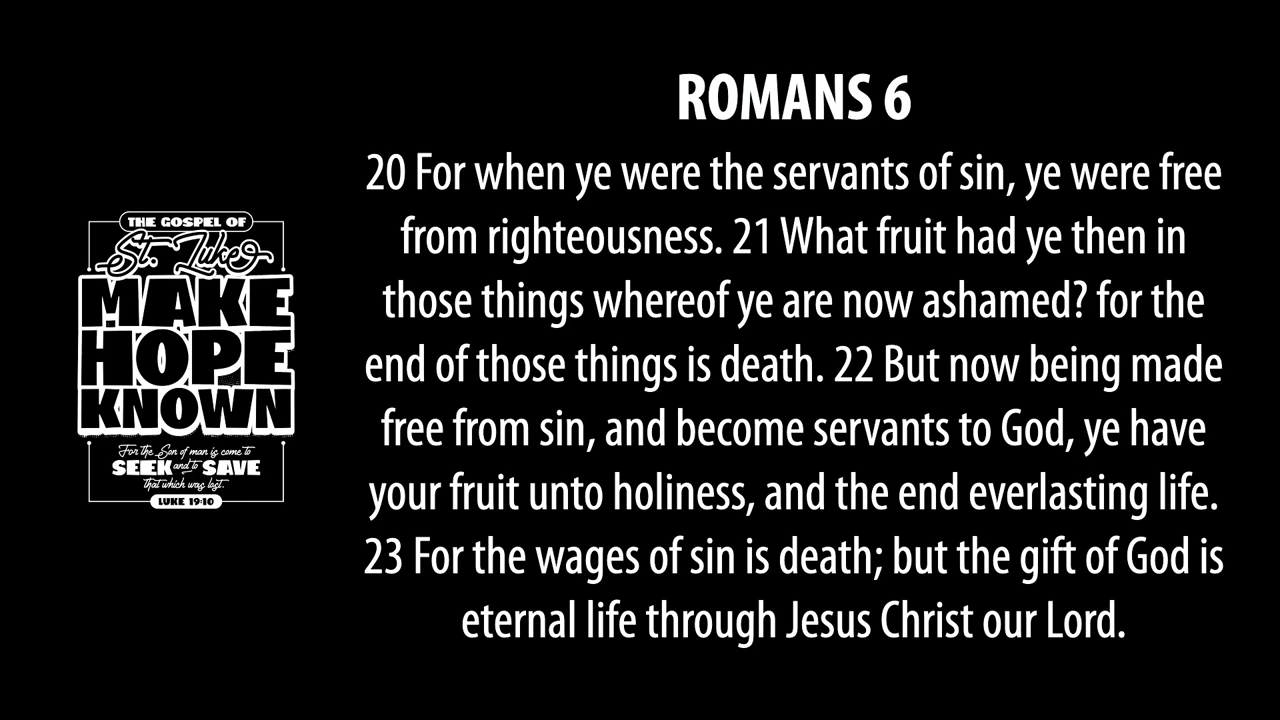 THE GOSPEL OF
St. Luke
MAKE
HOPE
KNOWN
For the Son of man is come to
SEEK and to SAVE
that which was lost.
LUKE 19:10
ROMANS 6
20 For when ye were the servants of sin, ye were free
from righteousness. 21 What fruit had ye then in
those things whereof ye are now ashamed? for the
end of those things is death. 22 But now being made
free from sin, and become servants to God, ye have
your fruit unto holiness, and the end everlasting life.
23 For the wages of sin is death; but the gift of God is
eternal life through Jesus Christ our Lord.